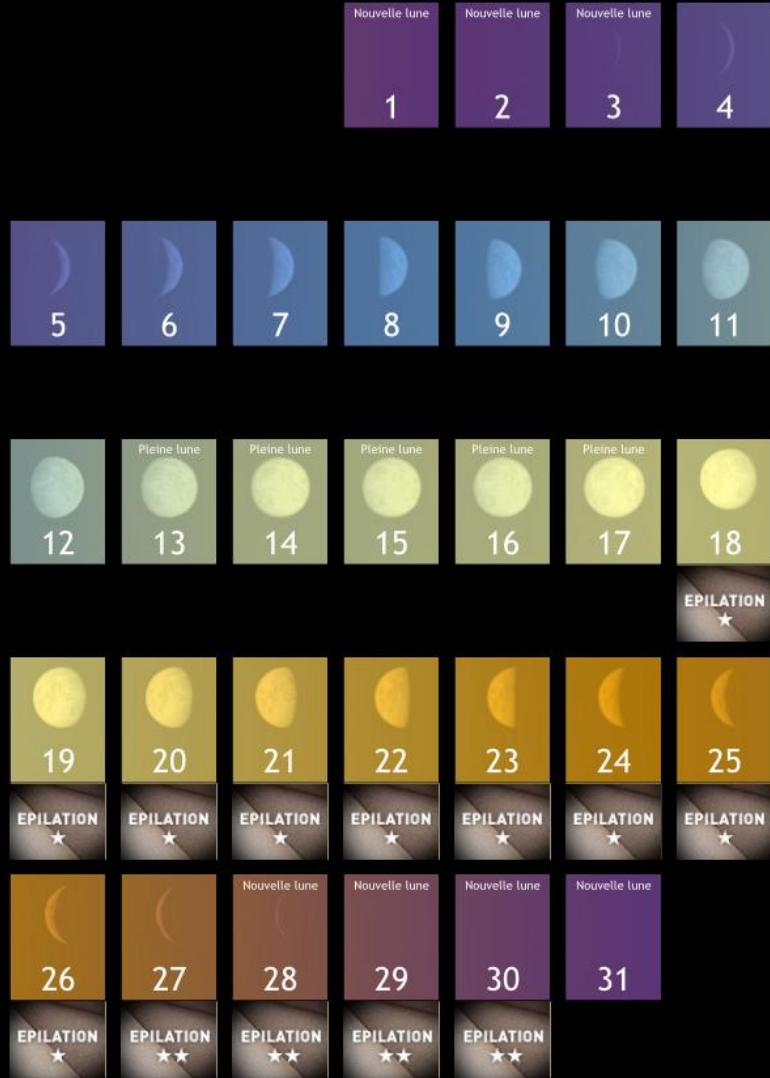 Nouvelle lune Nouvelle lune Nouvelle lune
1 2 3 4
5 6 7 8 9 10 11
Pleine lune Pleine lune Pleine lune Pleine lune Pleine lune
12 13 14 15 16 17 18
EPILATION
★
19 20 21 22 23 24 25
EPILATION EPILATION EPILATION EPILATION EPILATION EPILATION EPILATION
★ ★ ★ ★ ★ ★ ★
Nouvelle lune Nouvelle lune Nouvelle lune Nouvelle lune
26 27 28 29 30 31
EPILATION EPILATION EPILATION EPILATION EPILATION
★ ★★ ★★ ★★ ★★